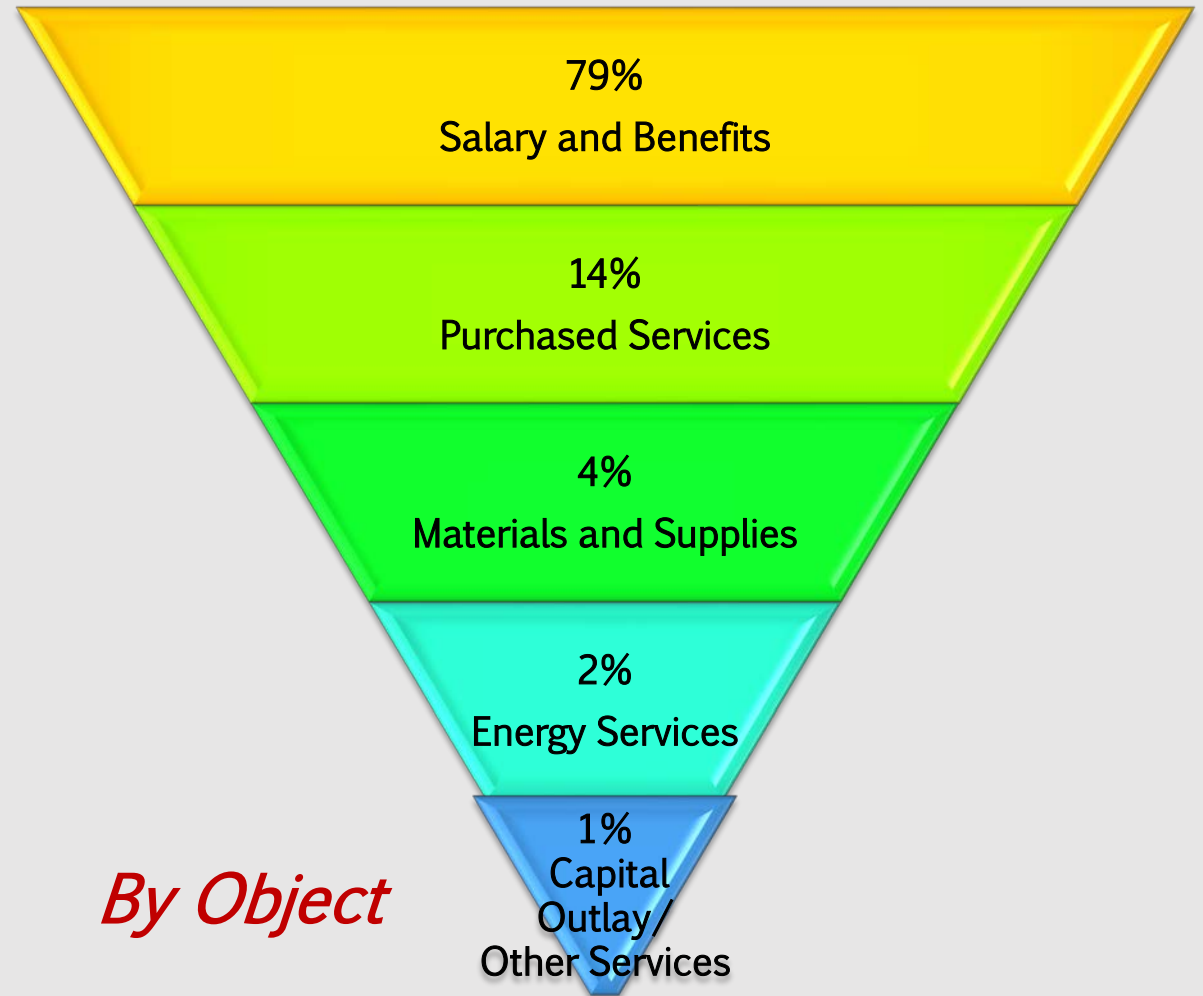 79%
Salary and Benefits
14%
Purchased Services
4%
Materials and Supplies
2%
Energy Services
1%
Capital
Outlay/
Other Services
By Object